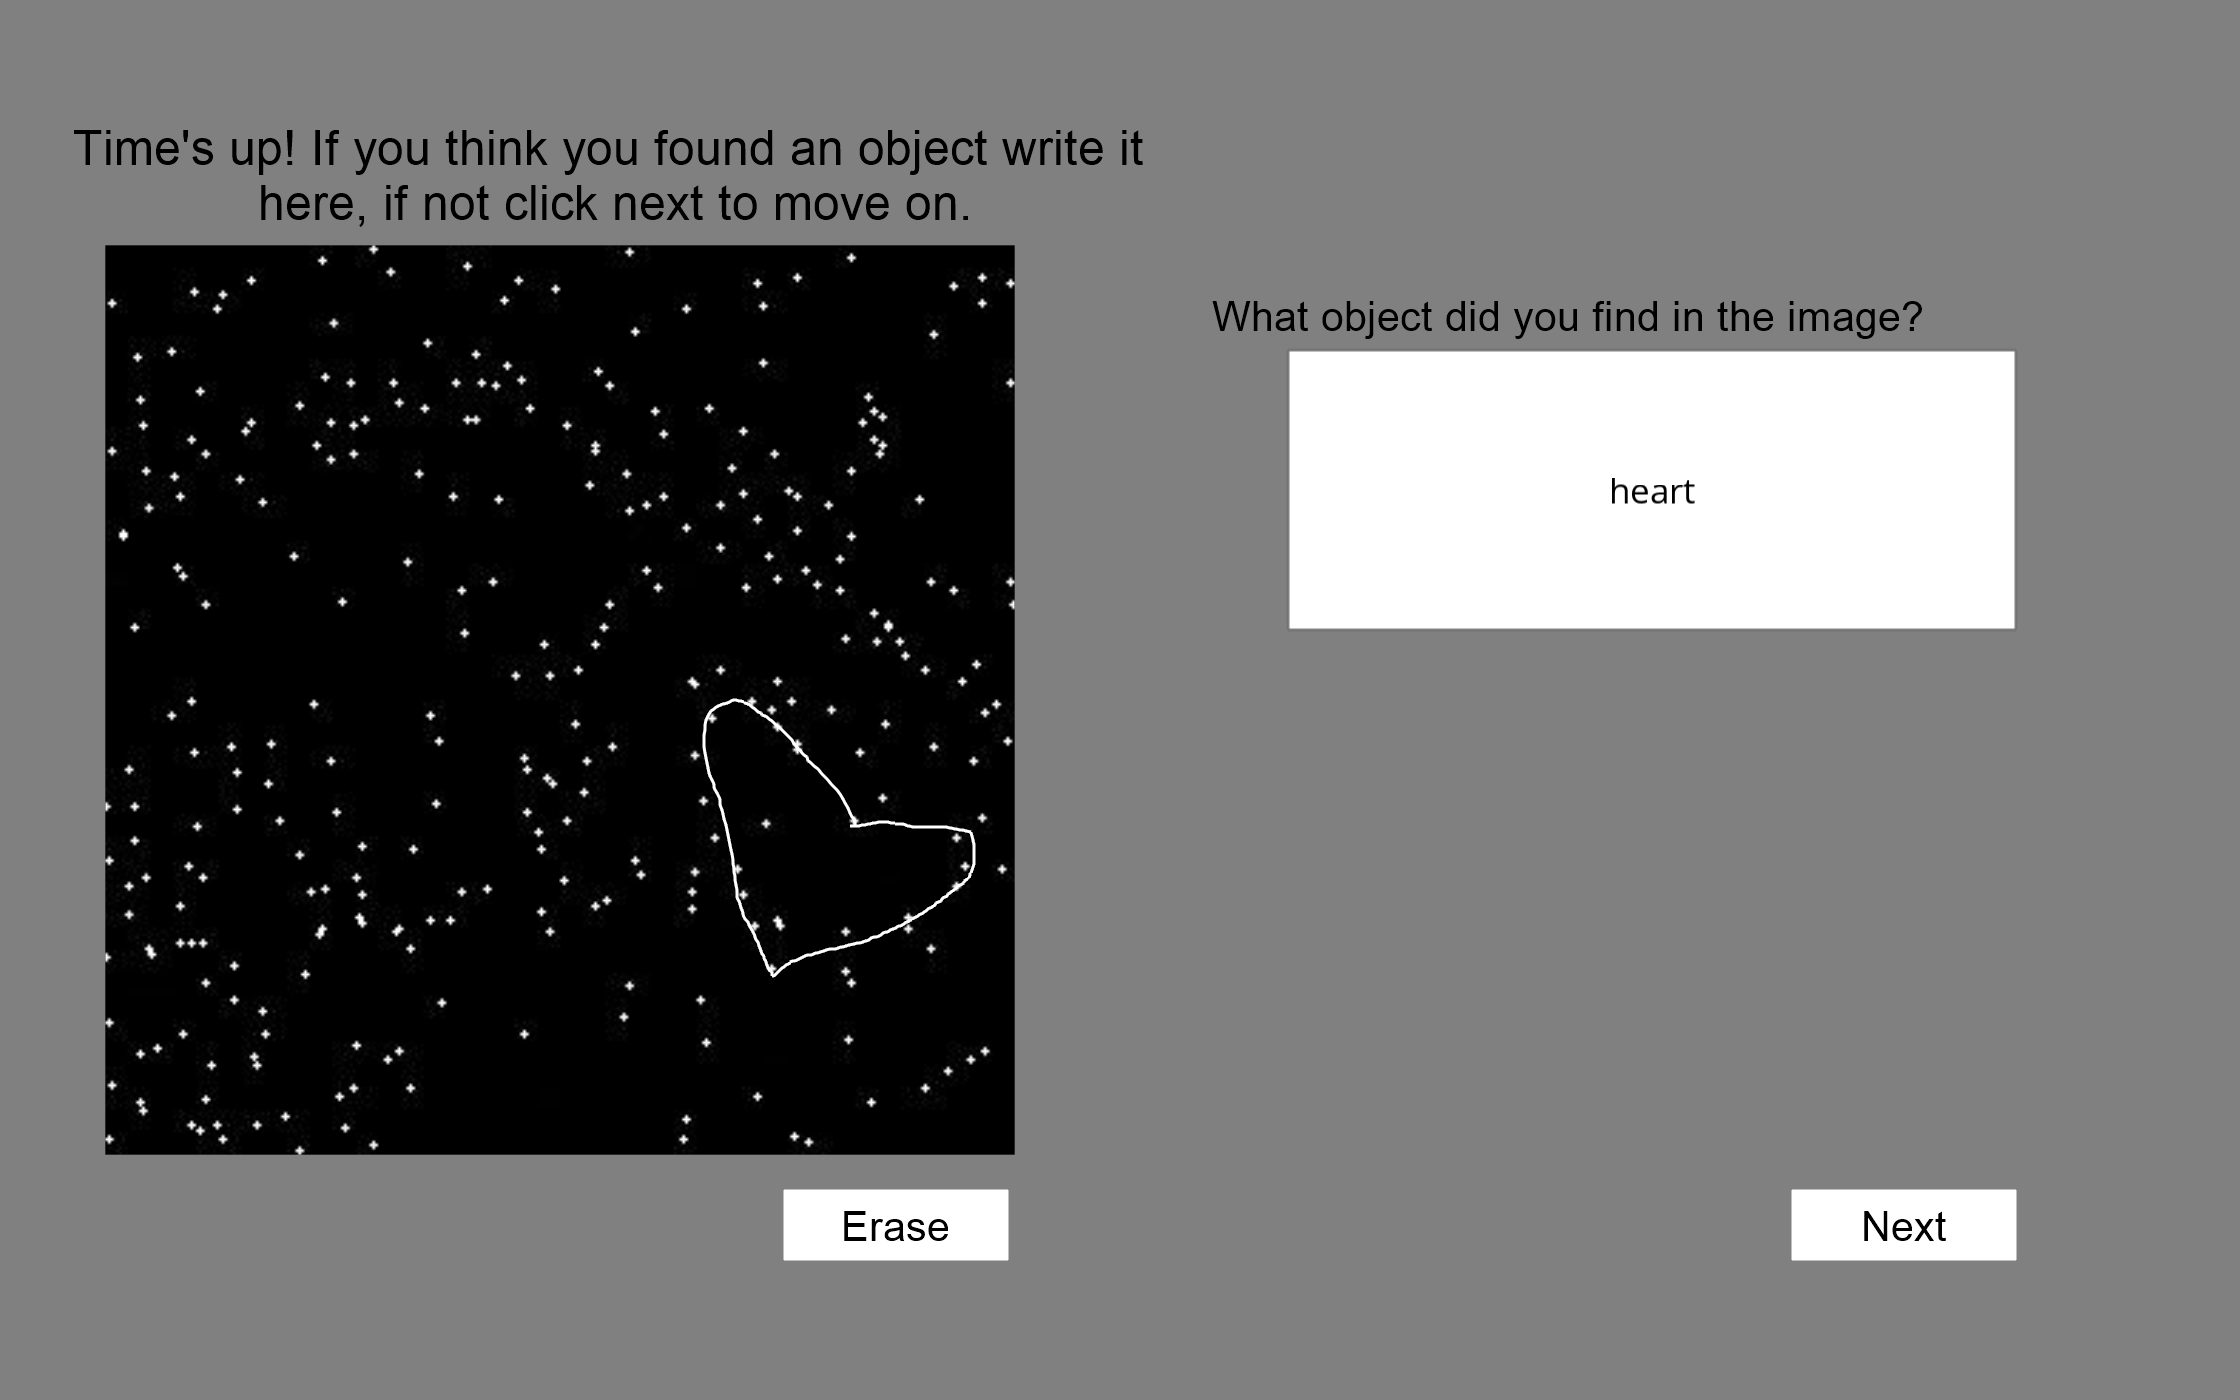 Time's up! If you think you found an object write it
here, if not click next to move on.
What object did you find in the image?
heart
Erase
Next